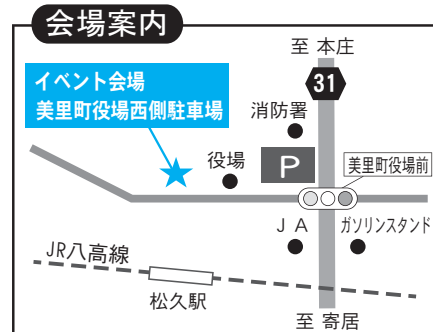 会場案内
至 本庄
31
イベント会場
美里町役場西側駐車場
消防署
役場
P
美里町役場前
JA
ガソリンスタンド
JR八高線
松久駅
至 寄居